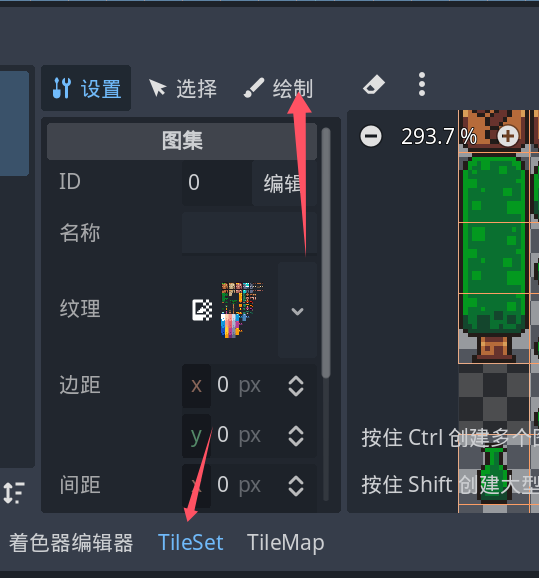 设置 选择 绘制
图集
293.7 %
ID 0 编辑
名称
纹理
边距 x 0 px
y 0 px
按住 Ctrl 创建多个
间距 x 0 px
按住 Shift 创建大型
着色器编辑器 TileSet TileMap